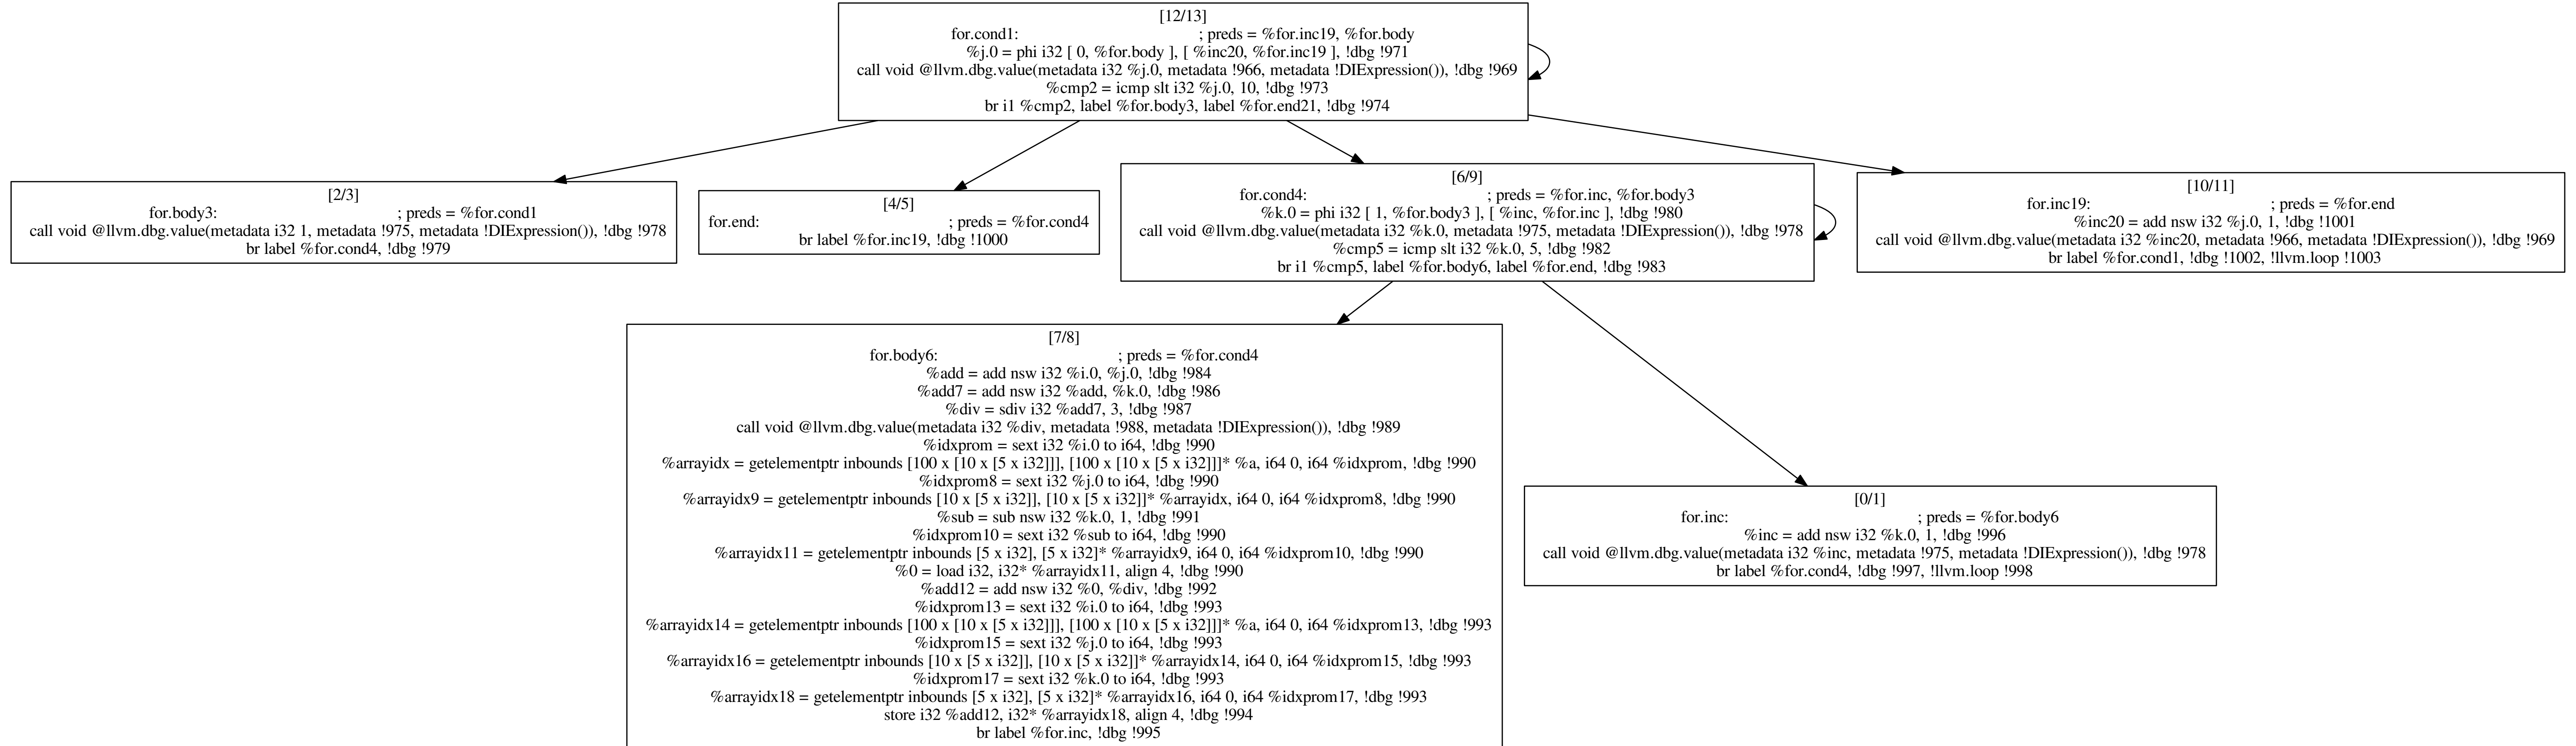 [12/13]
for.cond1: ; preds = %for.inc19, %for.body
%j.0 = phi i32 [ 0, %for.body ], [ %inc20, %for.inc19 ], !dbg !971
call void @llvm.dbg.value(metadata i32 %j.0, metadata !966, metadata !DIExpression()), !dbg !969
%cmp2 = icmp slt i32 %j.0, 10, !dbg !973
br i1 %cmp2, label %for.body3, label %for.end21, !dbg !974
[2/3]
for.body3: ; preds = %for.cond1
call void @llvm.dbg.value(metadata i32 1, metadata !975, metadata !DIExpression()), !dbg !978
br label %for.cond4, !dbg !979
[4/5]
for.end: ; preds = %for.cond4
br label %for.inc19, !dbg !1000
[6/9]
for.cond4: ; preds = %for.inc, %for.body3
%k.0 = phi i32 [ 1, %for.body3 ], [ %inc, %for.inc ], !dbg !980
call void @llvm.dbg.value(metadata i32 %k.0, metadata !975, metadata !DIExpression()), !dbg !978
%cmp5 = icmp slt i32 %k.0, 5, !dbg !982
br i1 %cmp5, label %for.body6, label %for.end, !dbg !983
[10/11]
for.inc19: ; preds = %for.end
%inc20 = add nsw i32 %j.0, 1, !dbg !1001
call void @llvm.dbg.value(metadata i32 %inc20, metadata !966, metadata !DIExpression()), !dbg !969
br label %for.cond1, !dbg !1002, !llvm.loop !1003
[7/8]
for.body6: ; preds = %for.cond4
%add = add nsw i32 %i.0, %j.0, !dbg !984
%add7 = add nsw i32 %add, %k.0, !dbg !986
%div = sdiv i32 %add7, 3, !dbg !987
call void @llvm.dbg.value(metadata i32 %div, metadata !988, metadata !DIExpression()), !dbg !989
%idxprom = sext i32 %i.0 to i64, !dbg !990
%arrayidx = getelementptr inbounds [100 x [10 x [5 x i32]]], [100 x [10 x [5 x i32]]]* %a, i64 0, i64 %idxprom, !dbg !990
%idxprom8 = sext i32 %j.0 to i64, !dbg !990
%arrayidx9 = getelementptr inbounds [10 x [5 x i32]], [10 x [5 x i32]]* %arrayidx, i64 0, i64 %idxprom8, !dbg !990
%sub = sub nsw i32 %k.0, 1, !dbg !991
%idxprom10 = sext i32 %sub to i64, !dbg !990
%arrayidx11 = getelementptr inbounds [5 x i32], [5 x i32]* %arrayidx9, i64 0, i64 %idxprom10, !dbg !990
%0 = load i32, i32* %arrayidx11, align 4, !dbg !990
%add12 = add nsw i32 %0, %div, !dbg !992
%idxprom13 = sext i32 %i.0 to i64, !dbg !993
%arrayidx14 = getelementptr inbounds [100 x [10 x [5 x i32]]], [100 x [10 x [5 x i32]]]* %a, i64 0, i64 %idxprom13, !dbg !993
%idxprom15 = sext i32 %j.0 to i64, !dbg !993
%arrayidx16 = getelementptr inbounds [10 x [5 x i32]], [10 x [5 x i32]]* %arrayidx14, i64 0, i64 %idxprom15, !dbg !993
%idxprom17 = sext i32 %k.0 to i64, !dbg !993
%arrayidx18 = getelementptr inbounds [5 x i32], [5 x i32]* %arrayidx16, i64 0, i64 %idxprom17, !dbg !993
store i32 %add12, i32* %arrayidx18, align 4, !dbg !994
br label %for.inc, !dbg !995
[0/1]
for.inc: ; preds = %for.body6
%inc = add nsw i32 %k.0, 1, !dbg !996
call void @llvm.dbg.value(metadata i32 %inc, metadata !975, metadata !DIExpression()), !dbg !978
br label %for.cond4, !dbg !997, !llvm.loop !998